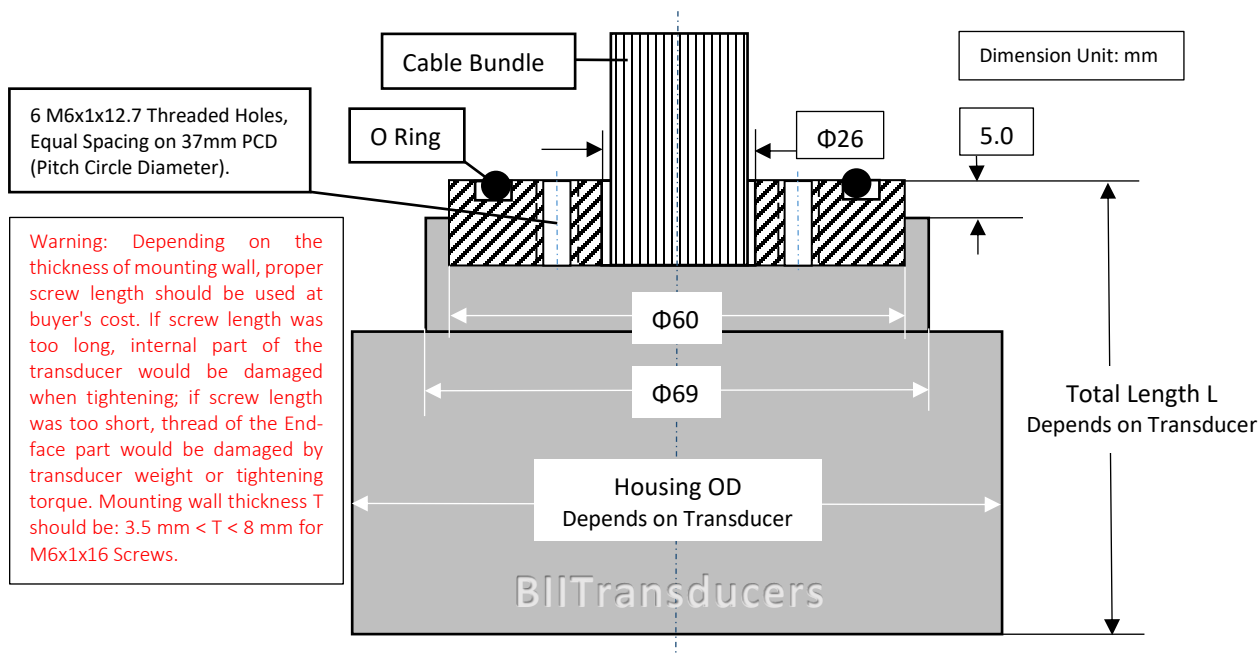 Cable Bundle
Dimension Unit: mm
6 M6x1x12.7 Threaded Holes,
Equal Spacing on 37mm PCD
(Pitch Circle Diameter).
O Ring
Φ26
5.0
Warning: Depending on the
thickness of mounting wall, proper
screw length should be used at
buyer's cost. If screw length was
too long, internal part of the
transducer would be damaged
when tightening; if screw length
was too short, thread of the End-
face part would be damaged by
transducer weight or tightening
torque. Mounting wall thickness T
should be: 3.5 mm < T < 8 mm for
M6x1x16 Screws.
Φ60
Φ69
Total Length L
Depends on Transducer
Housing OD
Depends on Transducer
BIITransducers